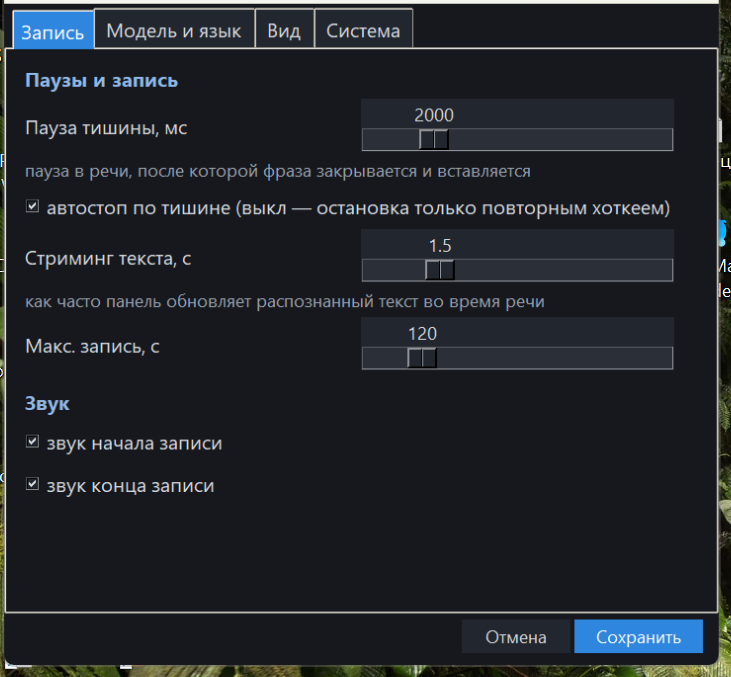 Запись Модель и язык Вид Система
Паузы и запись
2000
Пауза тишины, мс
пауза в речи, после которой фраза закрывается и вставляется
автостоп по тишине (выкл — остановка только повторным хоткеем)
1.5
Стриминг текста, с
как часто панель обновляет распознанный текст во время речи
120
Макс. запись, с
Звук
звук начала записи
звук конца записи
Отмена Сохранить